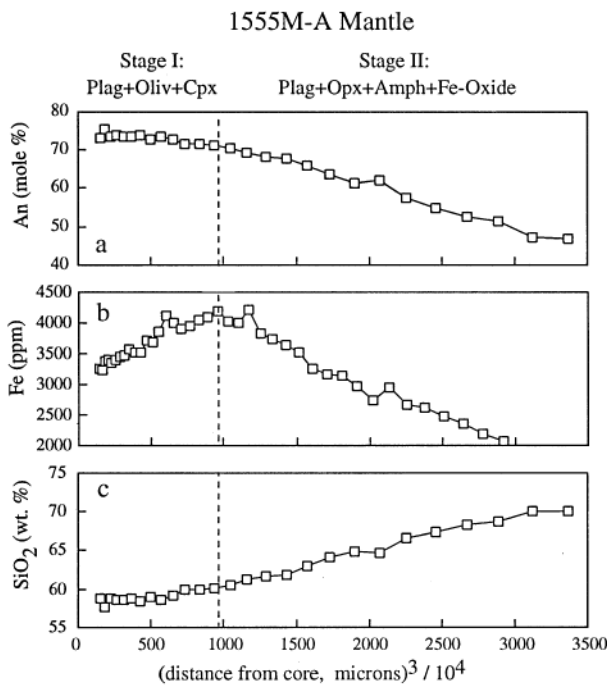 1555M-A Mantle
Stage I: Stage II:
Plag+Oliv+Cpx Plag+Opx+Amph+Fe-Oxide
80
70
60
50
40
An (mole %)
a
4500
4000
3500
3000
2500
2000
Fe (ppm)
b
75
70
65
60
55
SiO2 (wt. %)
c
0 500 1000 1500 2000 2500 3000 3500
(distance from core, microns)3 / 104